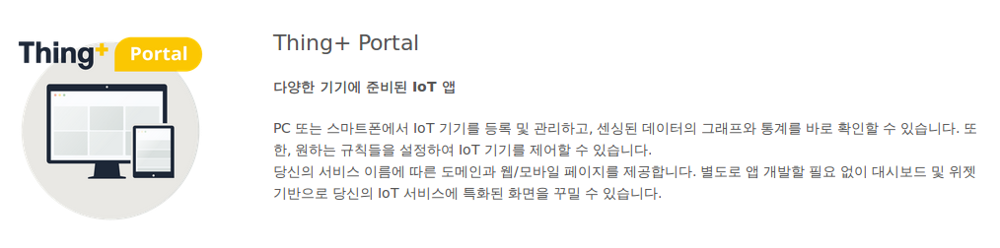 Thing+ Portal
Thing+ Portal
다양한 기기에 준비된 IoT 앱
PC 또는 스마트폰에서 IoT 기기를 등록 및 관리하고, 센싱된 데이터의 그래프와 통계를 바로 확인할 수 있습니다. 또
한, 원하는 규칙들을 설정하여 IoT 기기를 제어할 수 있습니다.
당신의 서비스 이름에 따른 도메인과 웹/모바일 페이지를 제공합니다. 별도로 앱 개발할 필요 없이 대시보드 및 위젯
기반으로 당신의 IoT 서비스에 특화된 화면을 꾸밀 수 있습니다.